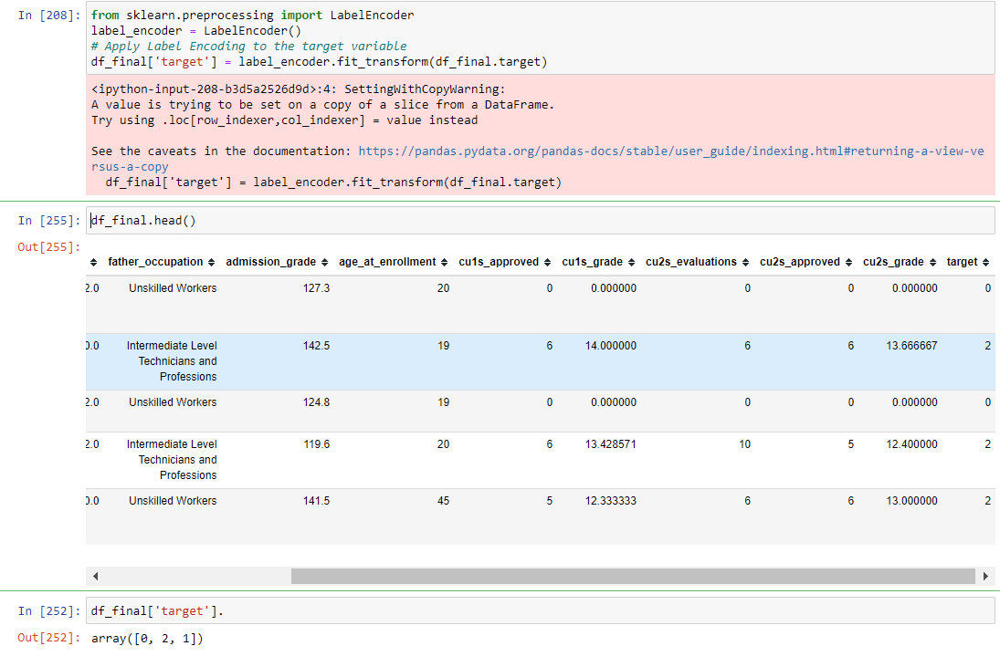 In [208]: from sklearn.preprocessing import LabelEncoder
label_encoder = LabelEncoder()
# Apply Label Encoding to the target variable
df_final['target'] = label_encoder.fit_transform(df_final.target)
<ipython-input-208-b3d5a2526d9d>:4: SettingWithCopyWarning:
A value is trying to be set on a copy of a slice from a DataFrame.
Try using .loc[row_indexer,col_indexer] = value instead
See the caveats in the documentation: https://pandas.pydata.org/pandas-docs/stable/user_guide/indexing.html#returning-a-view-ve
rsus-a-copy
df_final['target'] = label_encoder.fit_transform(df_final.target)
In [255]: df_final.head()
Out[255]:
father_occupation admission_grade age_at_enrollment cu1s_approved cu1s_grade cu2s_evaluations cu2s_approved cu2s_grade target
2.0 Unskilled Workers 127.3 20 0 0.000000 0 0 0.000000 0
0.0 Intermediate Level 142.5 19 6 14.000000 6 6 13.666667 2
Technicians and
Professions
2.0 Unskilled Workers 124.8 19 0 0.000000 0 0 0.000000 0
2.0 Intermediate Level 119.6 20 6 13.428571 10 5 12.400000 2
Technicians and
Professions
0.0 Unskilled Workers 141.5 45 5 12.333333 6 6 13.000000 2
In [252]: df_final['target'].
Out[252]: array([0, 2, 1])